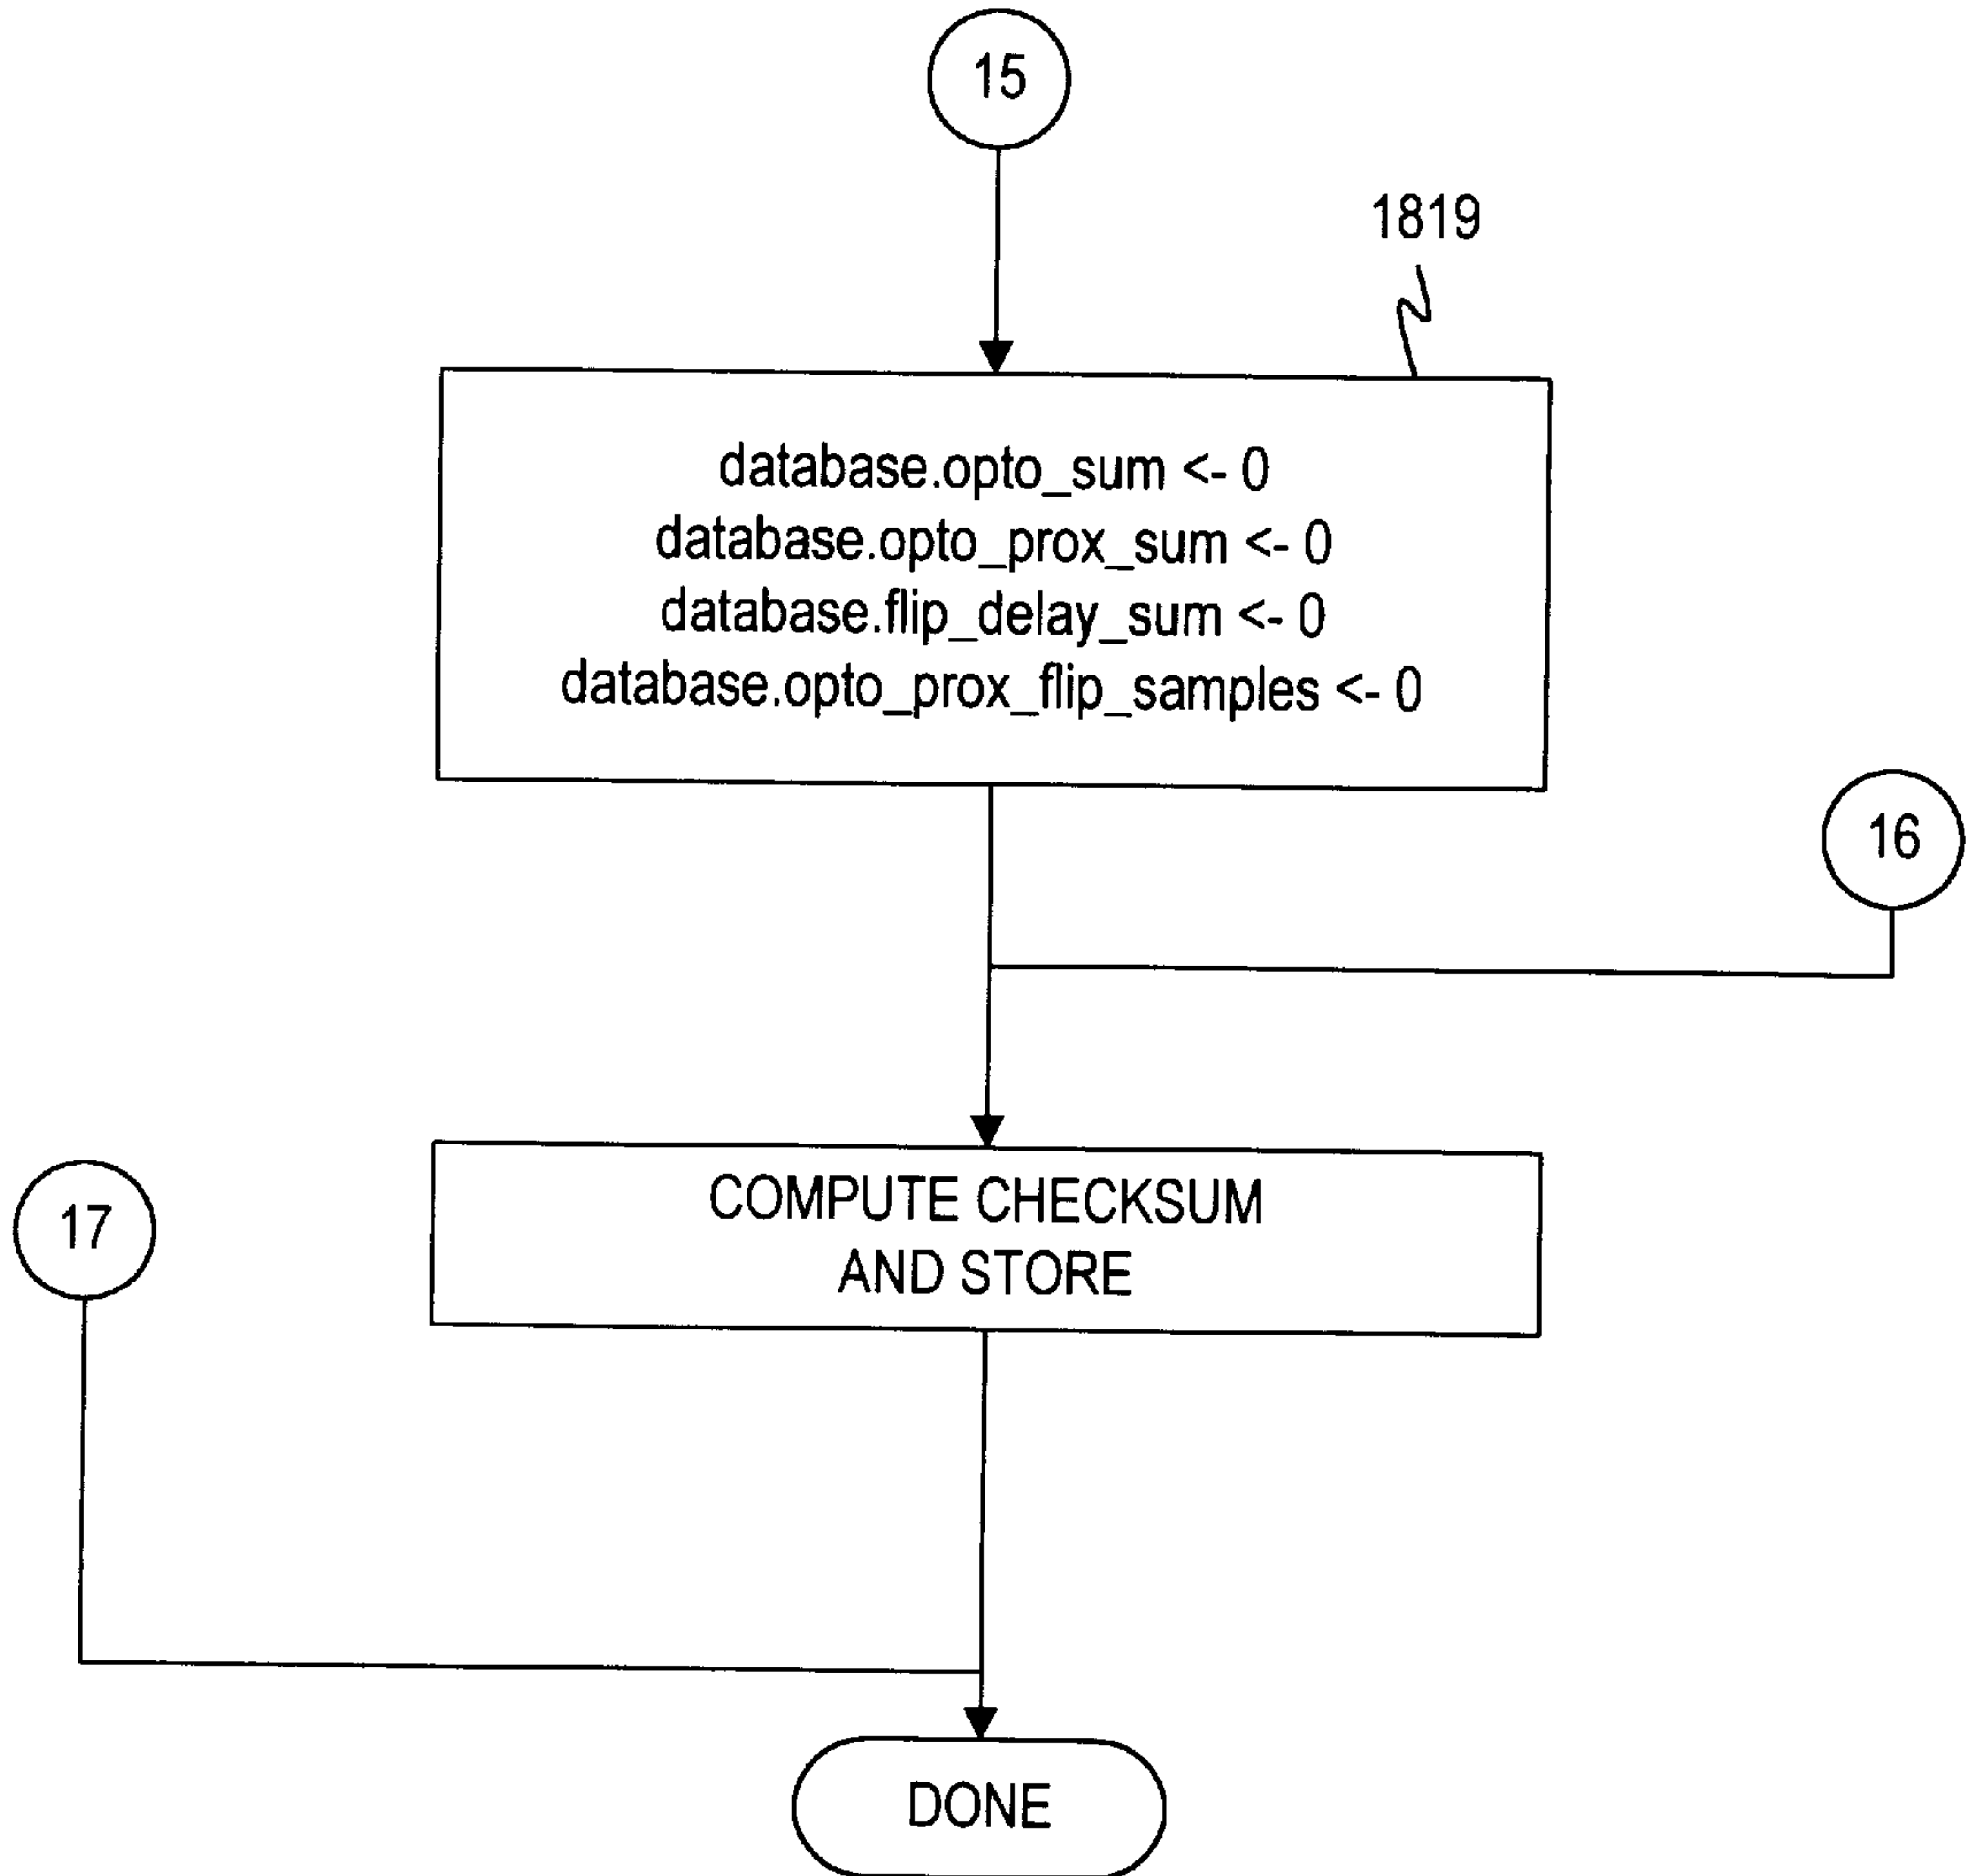 15
1819
database.opto_sum <- 0
database.opto_prox_sum <- 0
database.flip_delay_sum <- 0
database.opto_prox_flip_samples <- 0
16
COMPUTE CHECKSUM
AND STORE
17
DONE